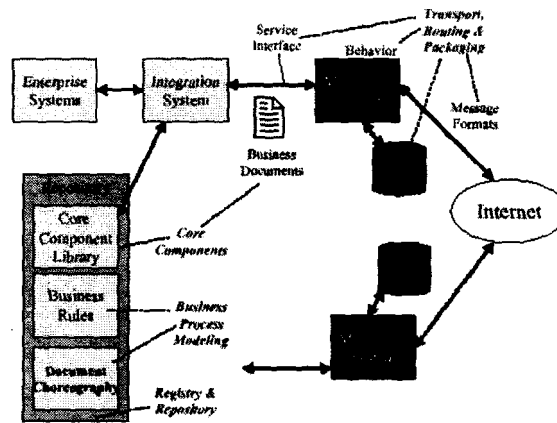 Service
Interface
Transport,
Routing &
Packaging
Behavior
Enterprise
Systems
Integration
System
Message
Formats
Business
Documents
Core
Component
Library
Core
Components
Internet
Business
Rules
Business
Process
Modeling
Document
Choreography
Registry &
Repository